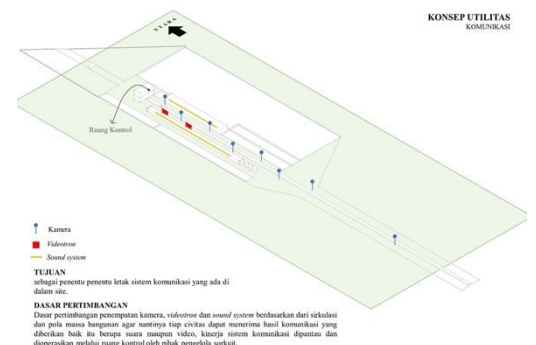 KONSEP UTILITAS
KOMUNIKASI
UTARA
Ruang Kontrol
Kamera
Videotron
Sound system
TUJUAN
sebagai penentu penentu letak sistem komunikasi yang ada di
dalam site.
DASAR PERTIMBANGAN
Dasar pertimbangan penempatan kamera, videotron dan sound system berdasarkan dari sirkulasi
dan pola massa bangunan agar nantinya tiap civitas dapat menerima hasil komunikasi yang
diberikan baik itu berupa suara maupun video, kinerja sistem komunikasi dipantau dan
dioperasikan melalui ruang kontrol oleh pihak pengelola sorkuit.